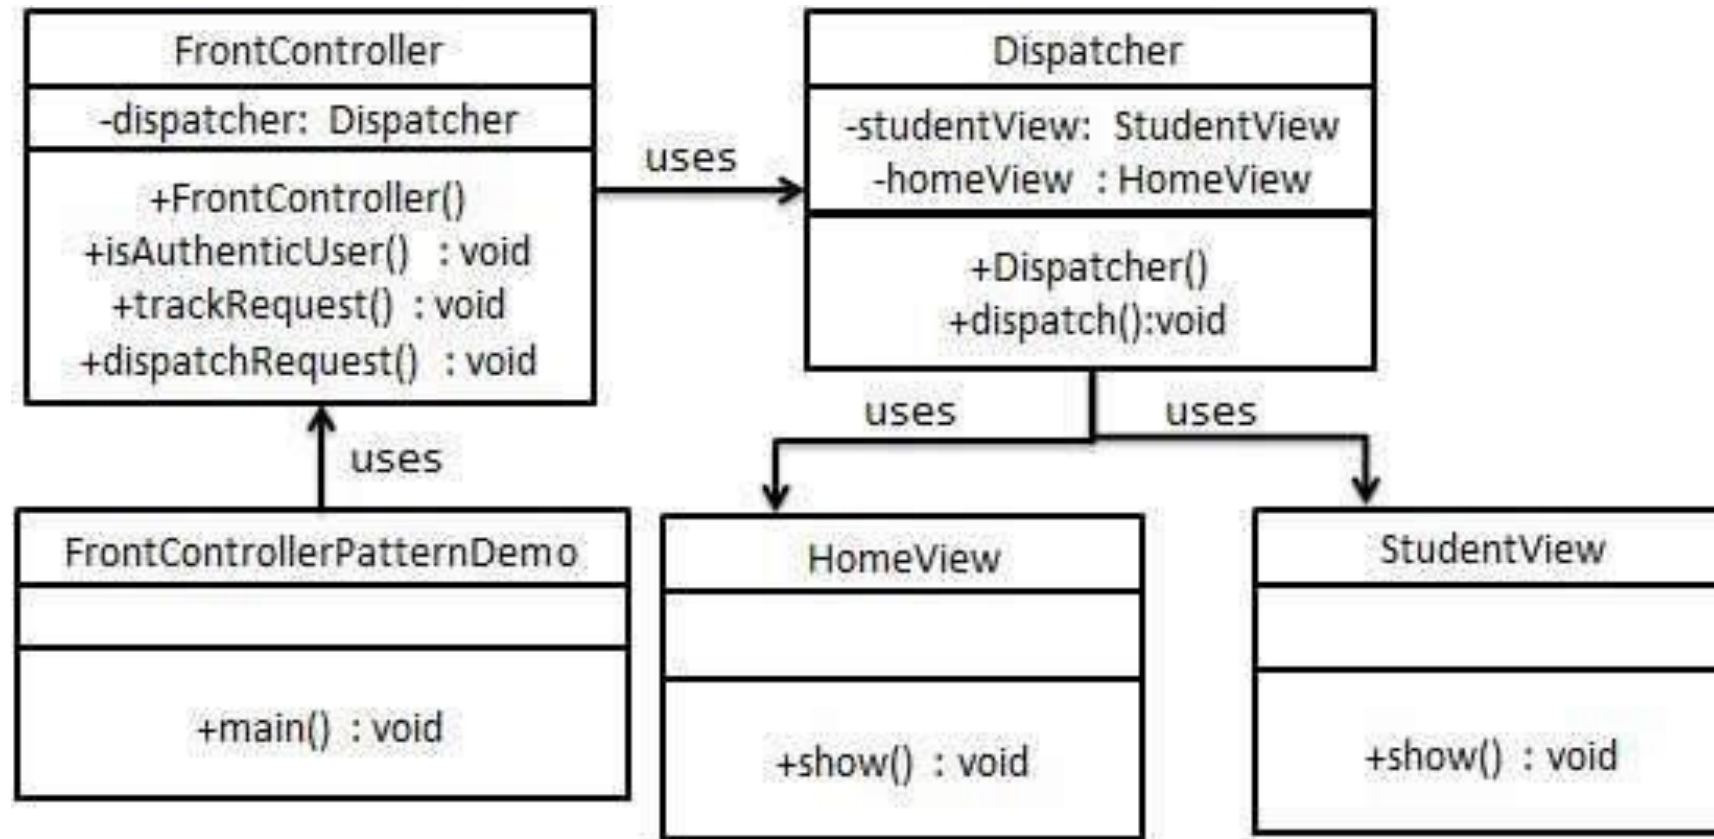 FrontController
-dispatcher: Dispatcher
+FrontController()
+isAuthenticUser() : void
+trackRequest() : void
+dispatchRequest() : void
uses
Dispatcher
-studentView: StudentView
-homeView : HomeView
+Dispatcher()
+dispatch():void
uses
uses
uses
FrontControllerPatternDemo
+main() : void
HomeView
+show() : void
StudentView
+show() : void